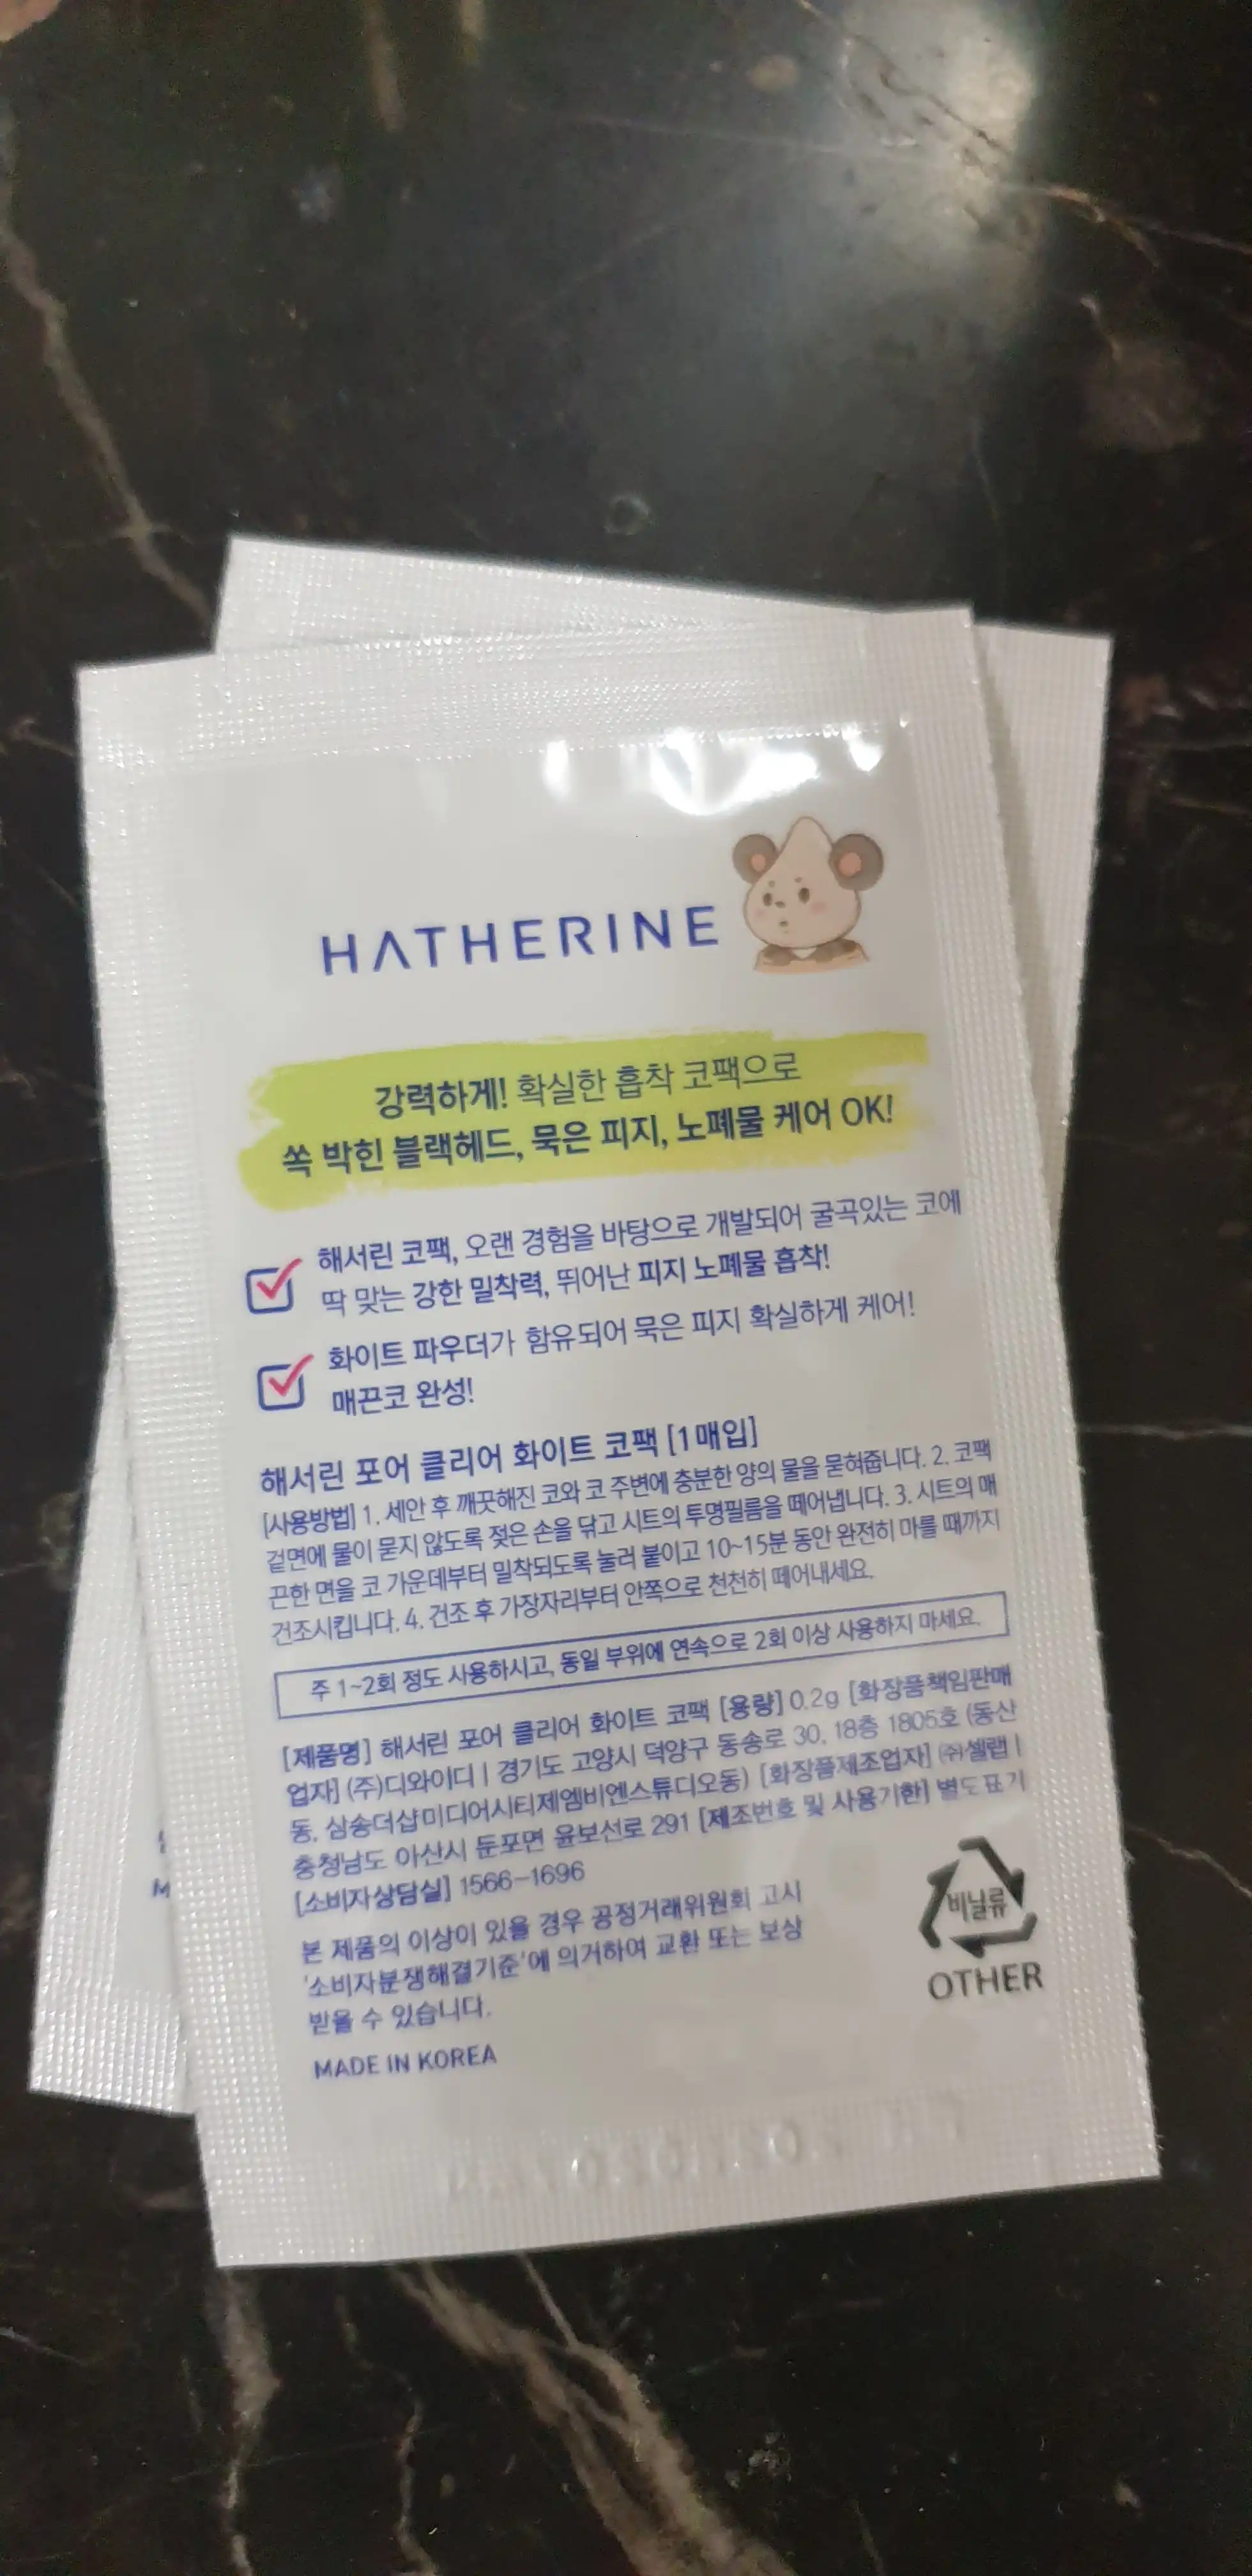 HATHERINE
강력하게! 확실한 흡착 코팩으로
쏙 박힌 블랙헤드, 묵은 피지, 노폐물 케어 OK!
해서린 코팩, 오랜 경험을 바탕으로 개발되어 굴곡있는 코에
딱 맞는 강한 밀착력, 뛰어난 피지 노폐물 흡착!
화이트 파우더가 함유되어 묵은 피지 확실하게 케어!
매끈코 완성!
해서린 포어 클리어 화이트 코팩 [1매입]
[사용방법] 1. 세안 후 깨끗해진 코와 코 주변에 충분한 양의 물을 묻혀줍니다. 2. 코팩
겉면에 물이 묻지 않도록 젖은 손을 닦고 시트의 투명필름을 떼어냅니다. 3. 시트의 매
끈한 면을 코 가운데부터 밀착되도록 눌러 붙이고 10~15분 동안 완전히 마를 때까지
건조시킵니다. 4. 건조 후 가장자리부터 안쪽으로 천천히 떼어내세요.
주 1~2회 정도 사용하시고, 동일 부위에 연속으로 2회 이상 사용하지 마세요.
[제품명] 해서린 포어 클리어 화이트 코팩 [용량] 0.2g [화장품책임판매
업자] (주)디와이디 | 경기도 고양시 덕양구 동송로 30, 18층 1805호 (동산
동, 삼송더샵미디어시티제엠비엔스튜디오동) [화장품제조업자] ㈜셀랩 |
충청남도 아산시 둔포면 윤보선로 291 [제조번호 및 사용기한] 별도표기
[소비자상담실] 1566-1696
본 제품의 이상이 있을 경우 공정거래위원회 고시
'소비자분쟁해결기준'에 의거하여 교환 또는 보상
받을 수 있습니다.
MADE IN KOREA
비닐류
OTHER